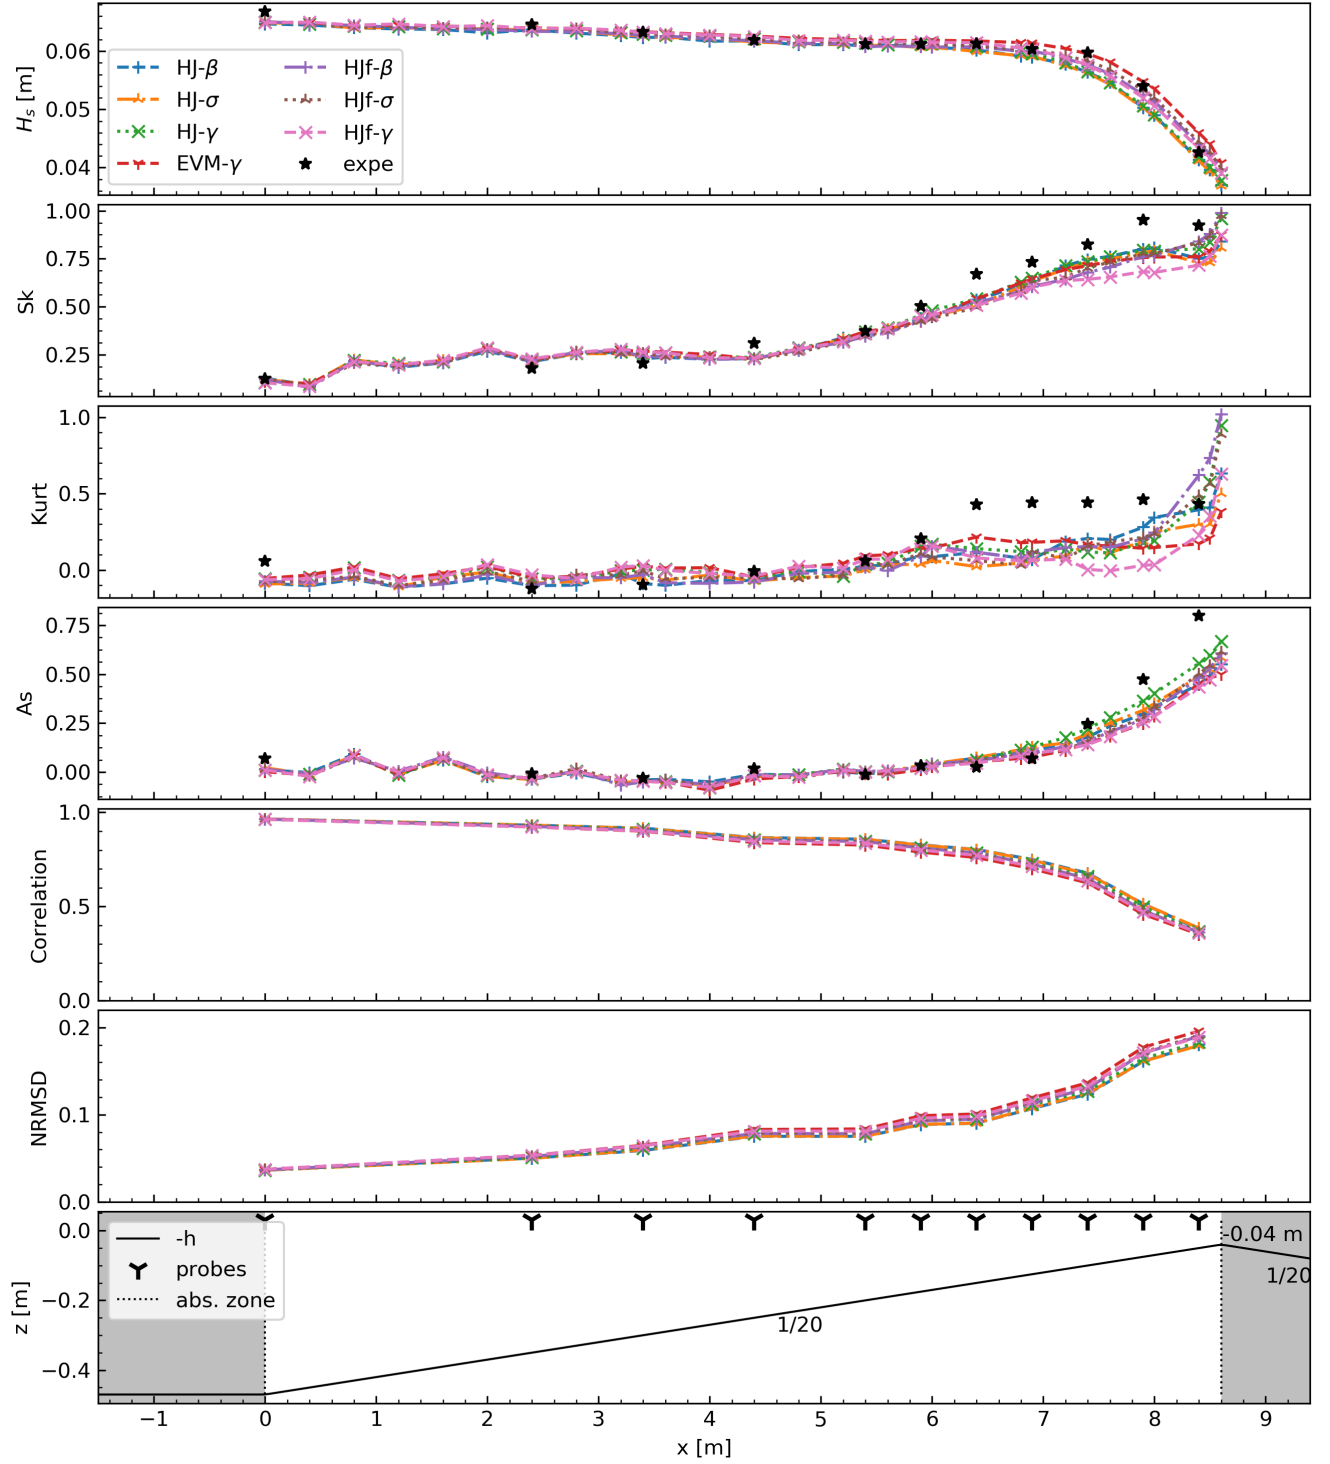 0.06
0.05
0.04
H_s [m]
HJ-β
HJ-σ
HJ-γ
EVM-γ
HJf-β
HJf-σ
HJf-γ
expe
1.00
0.75
0.50
0.25
Sk
1.0
0.5
0.0
Kurt
0.75
0.50
0.25
0.00
As
1.0
0.5
0.0
Correlation
0.2
0.1
0.0
NRMSD
0.0
−0.2
−0.4
z [m]
-h
probes
abs. zone
1/20
-0.04 m
1/20
−1 0 1 2 3 4 5 6 7 8 9
x [m]